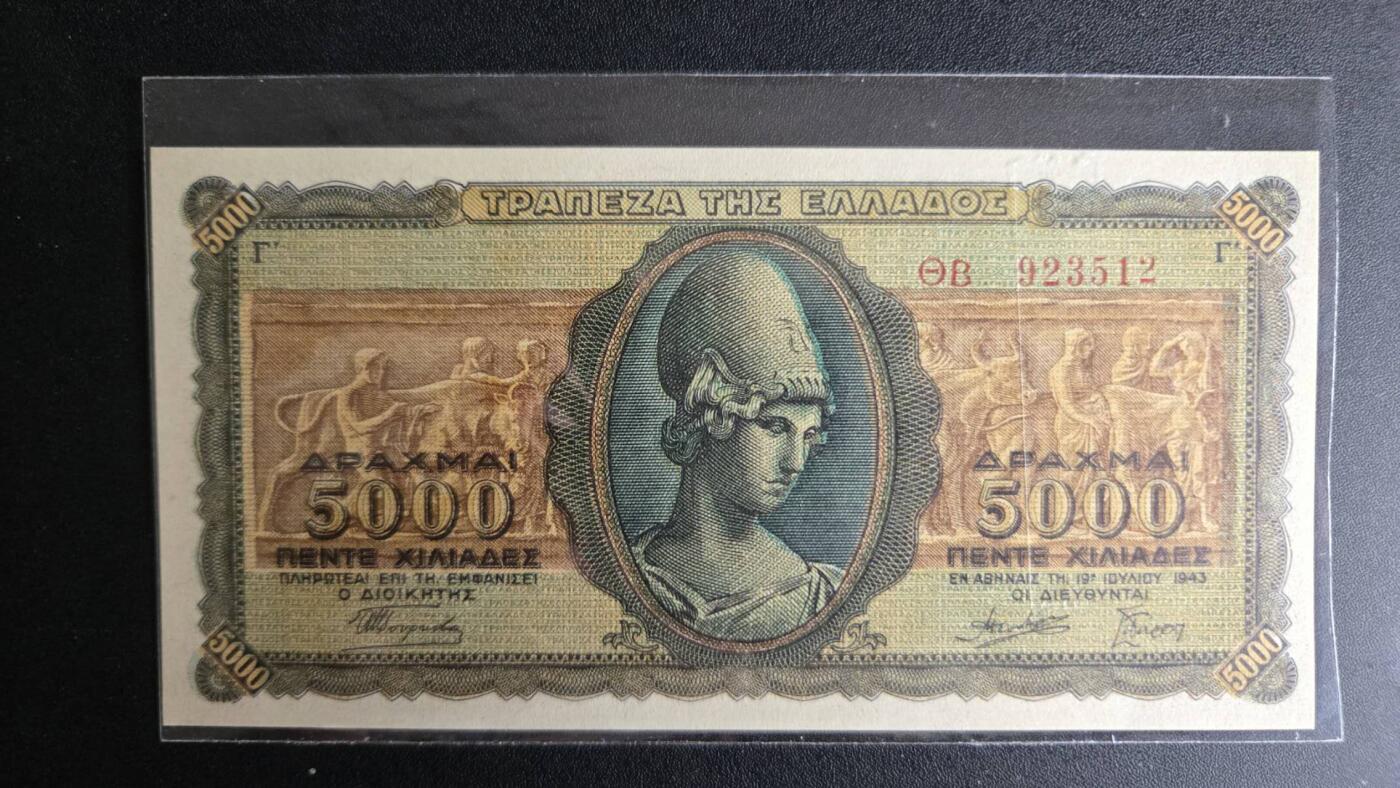 ΤΡΑΠΕΖΑ ΤΗΣ ΕΛΛΑΔΟΣ
5000
5000
Γ'
Γ'
ΘΒ 923512
ΔΡΑΧΜΑΙ
5000
ΠΕΝΤΕ ΧΙΛΙΑΔΕΣ
ΠΛΗΡΩΤΕΑΙ ΕΠΙ ΤΗ, ΕΜΦΑΝΙΣΕΙ
Ο ΔΙΟΙΚΗΤΗΣ
ΔΡΑΧΜΑΙ
5000
ΠΕΝΤΕ ΧΙΛΙΑΔΕΣ
ΕΝ ΑΘΗΝΑΙΣ ΤΗ, 19ῃ ΙΟΥΛΙΟΥ 1943
ΟΙ ΔΙΕΥΘΥΝΤΑΙ
5000
5000